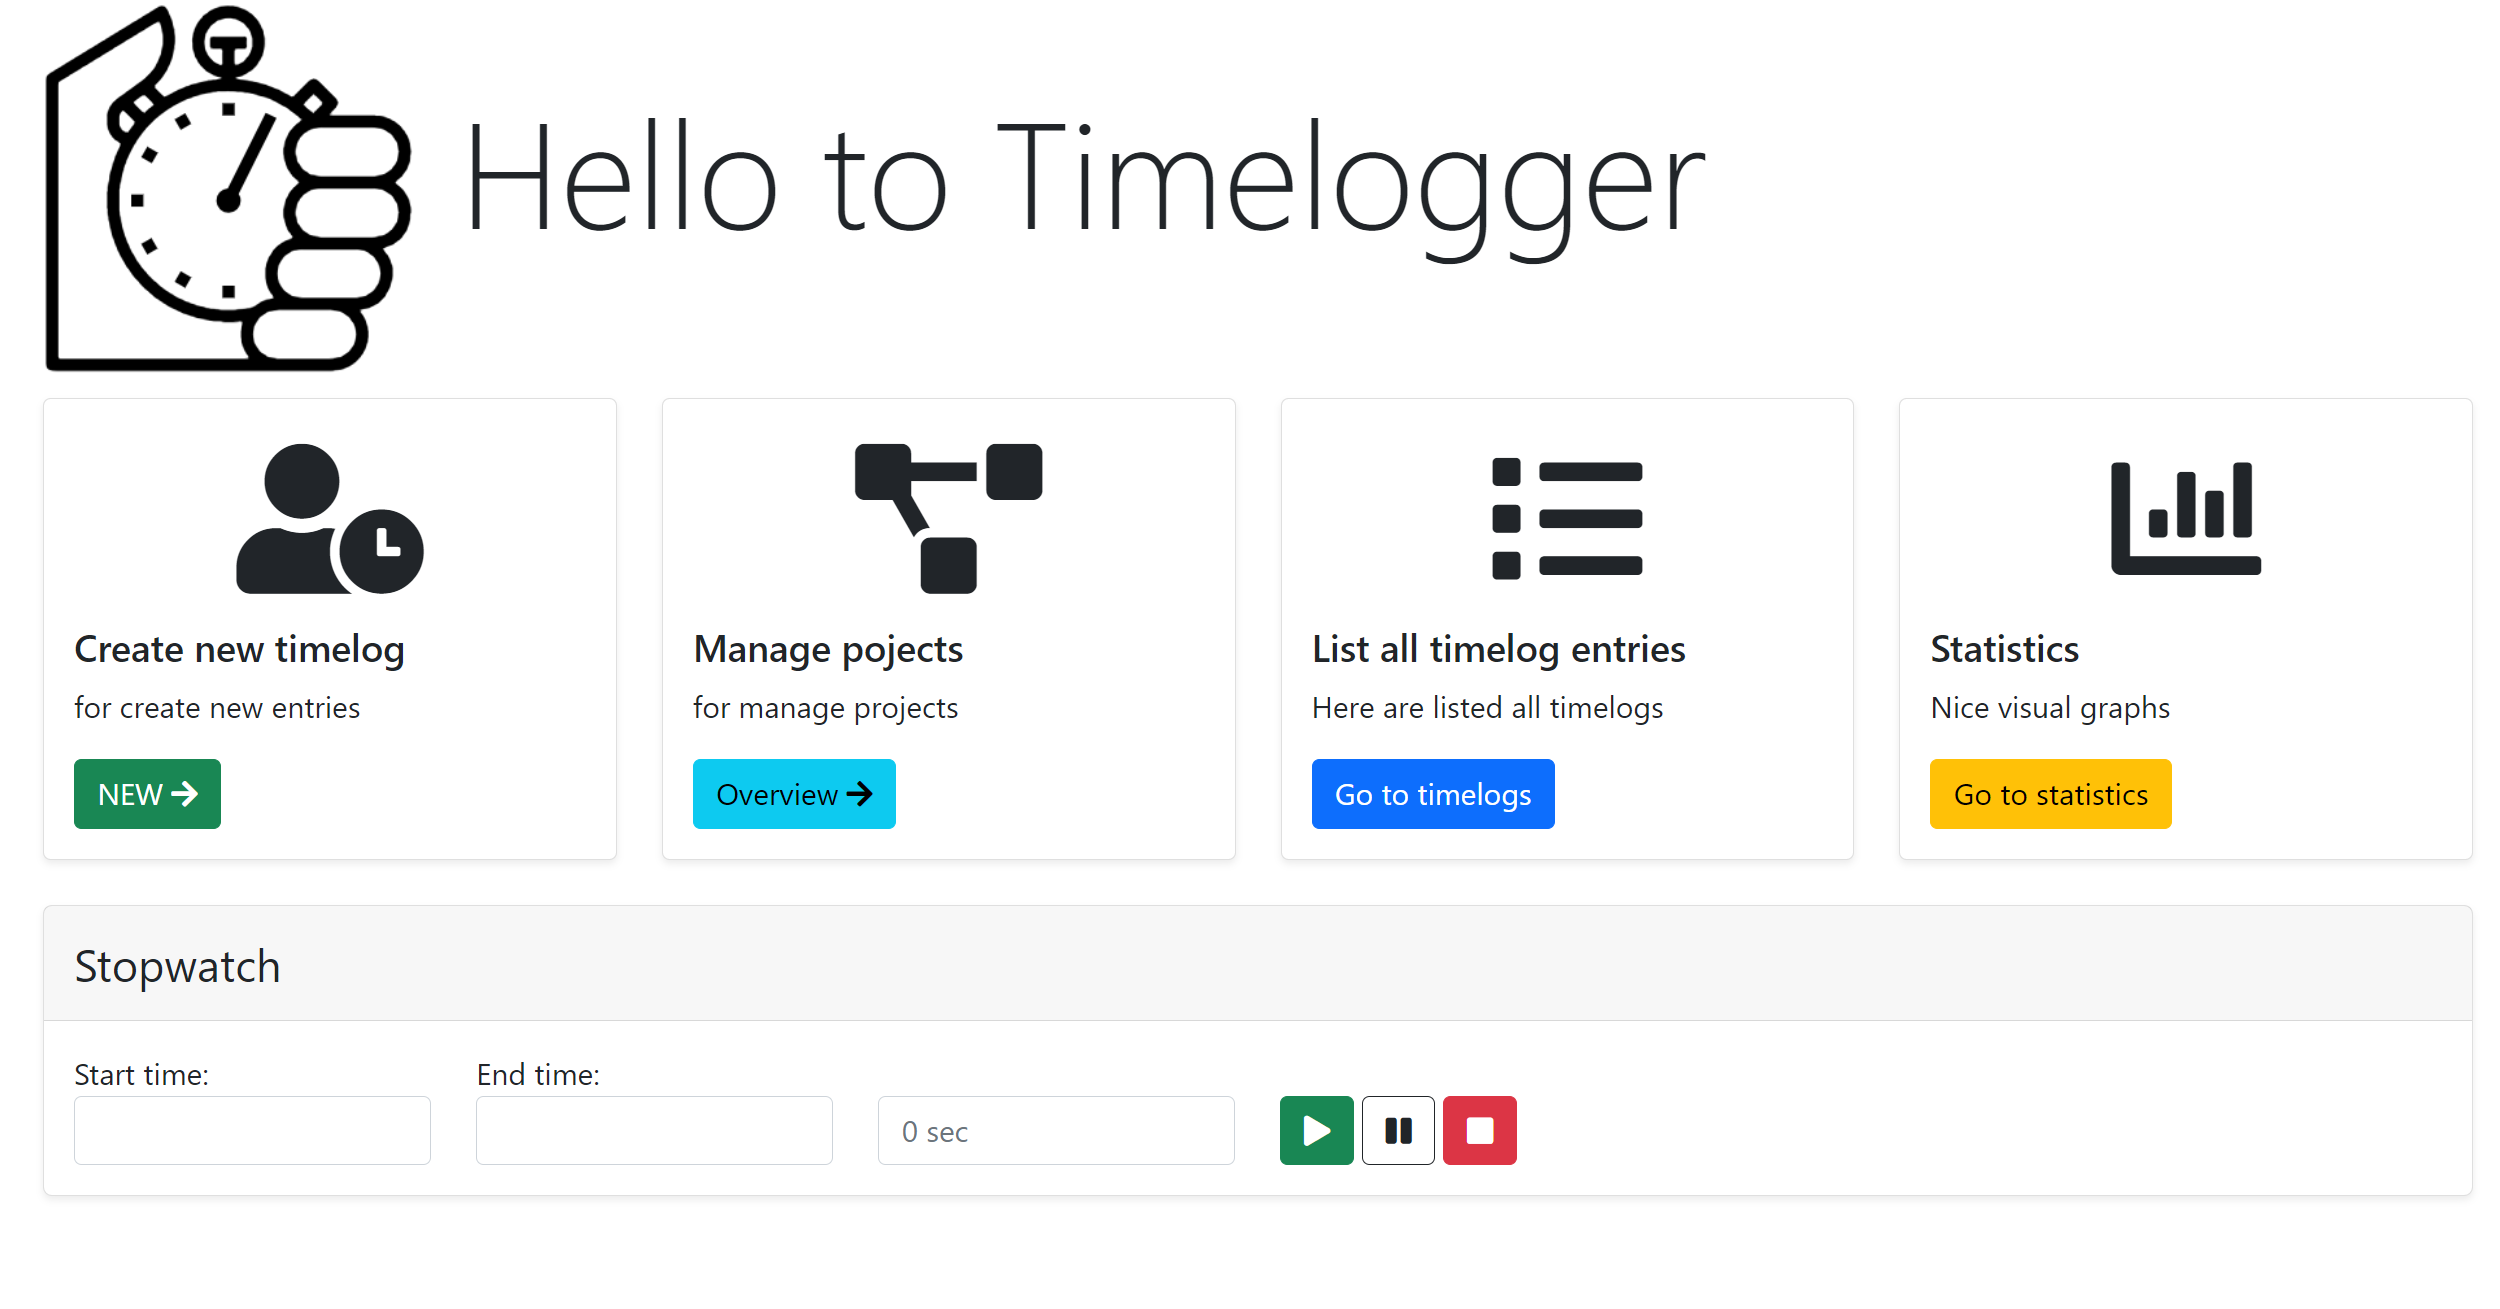 Hello to Timelogger
Create new timelog
for create new entries
NEW
Manage pojects
for manage projects
Overview
List all timelog entries
Here are listed all timelogs
Go to timelogs
Statistics
Nice visual graphs
Go to statistics
Stopwatch
Start time:
End time:
0 sec